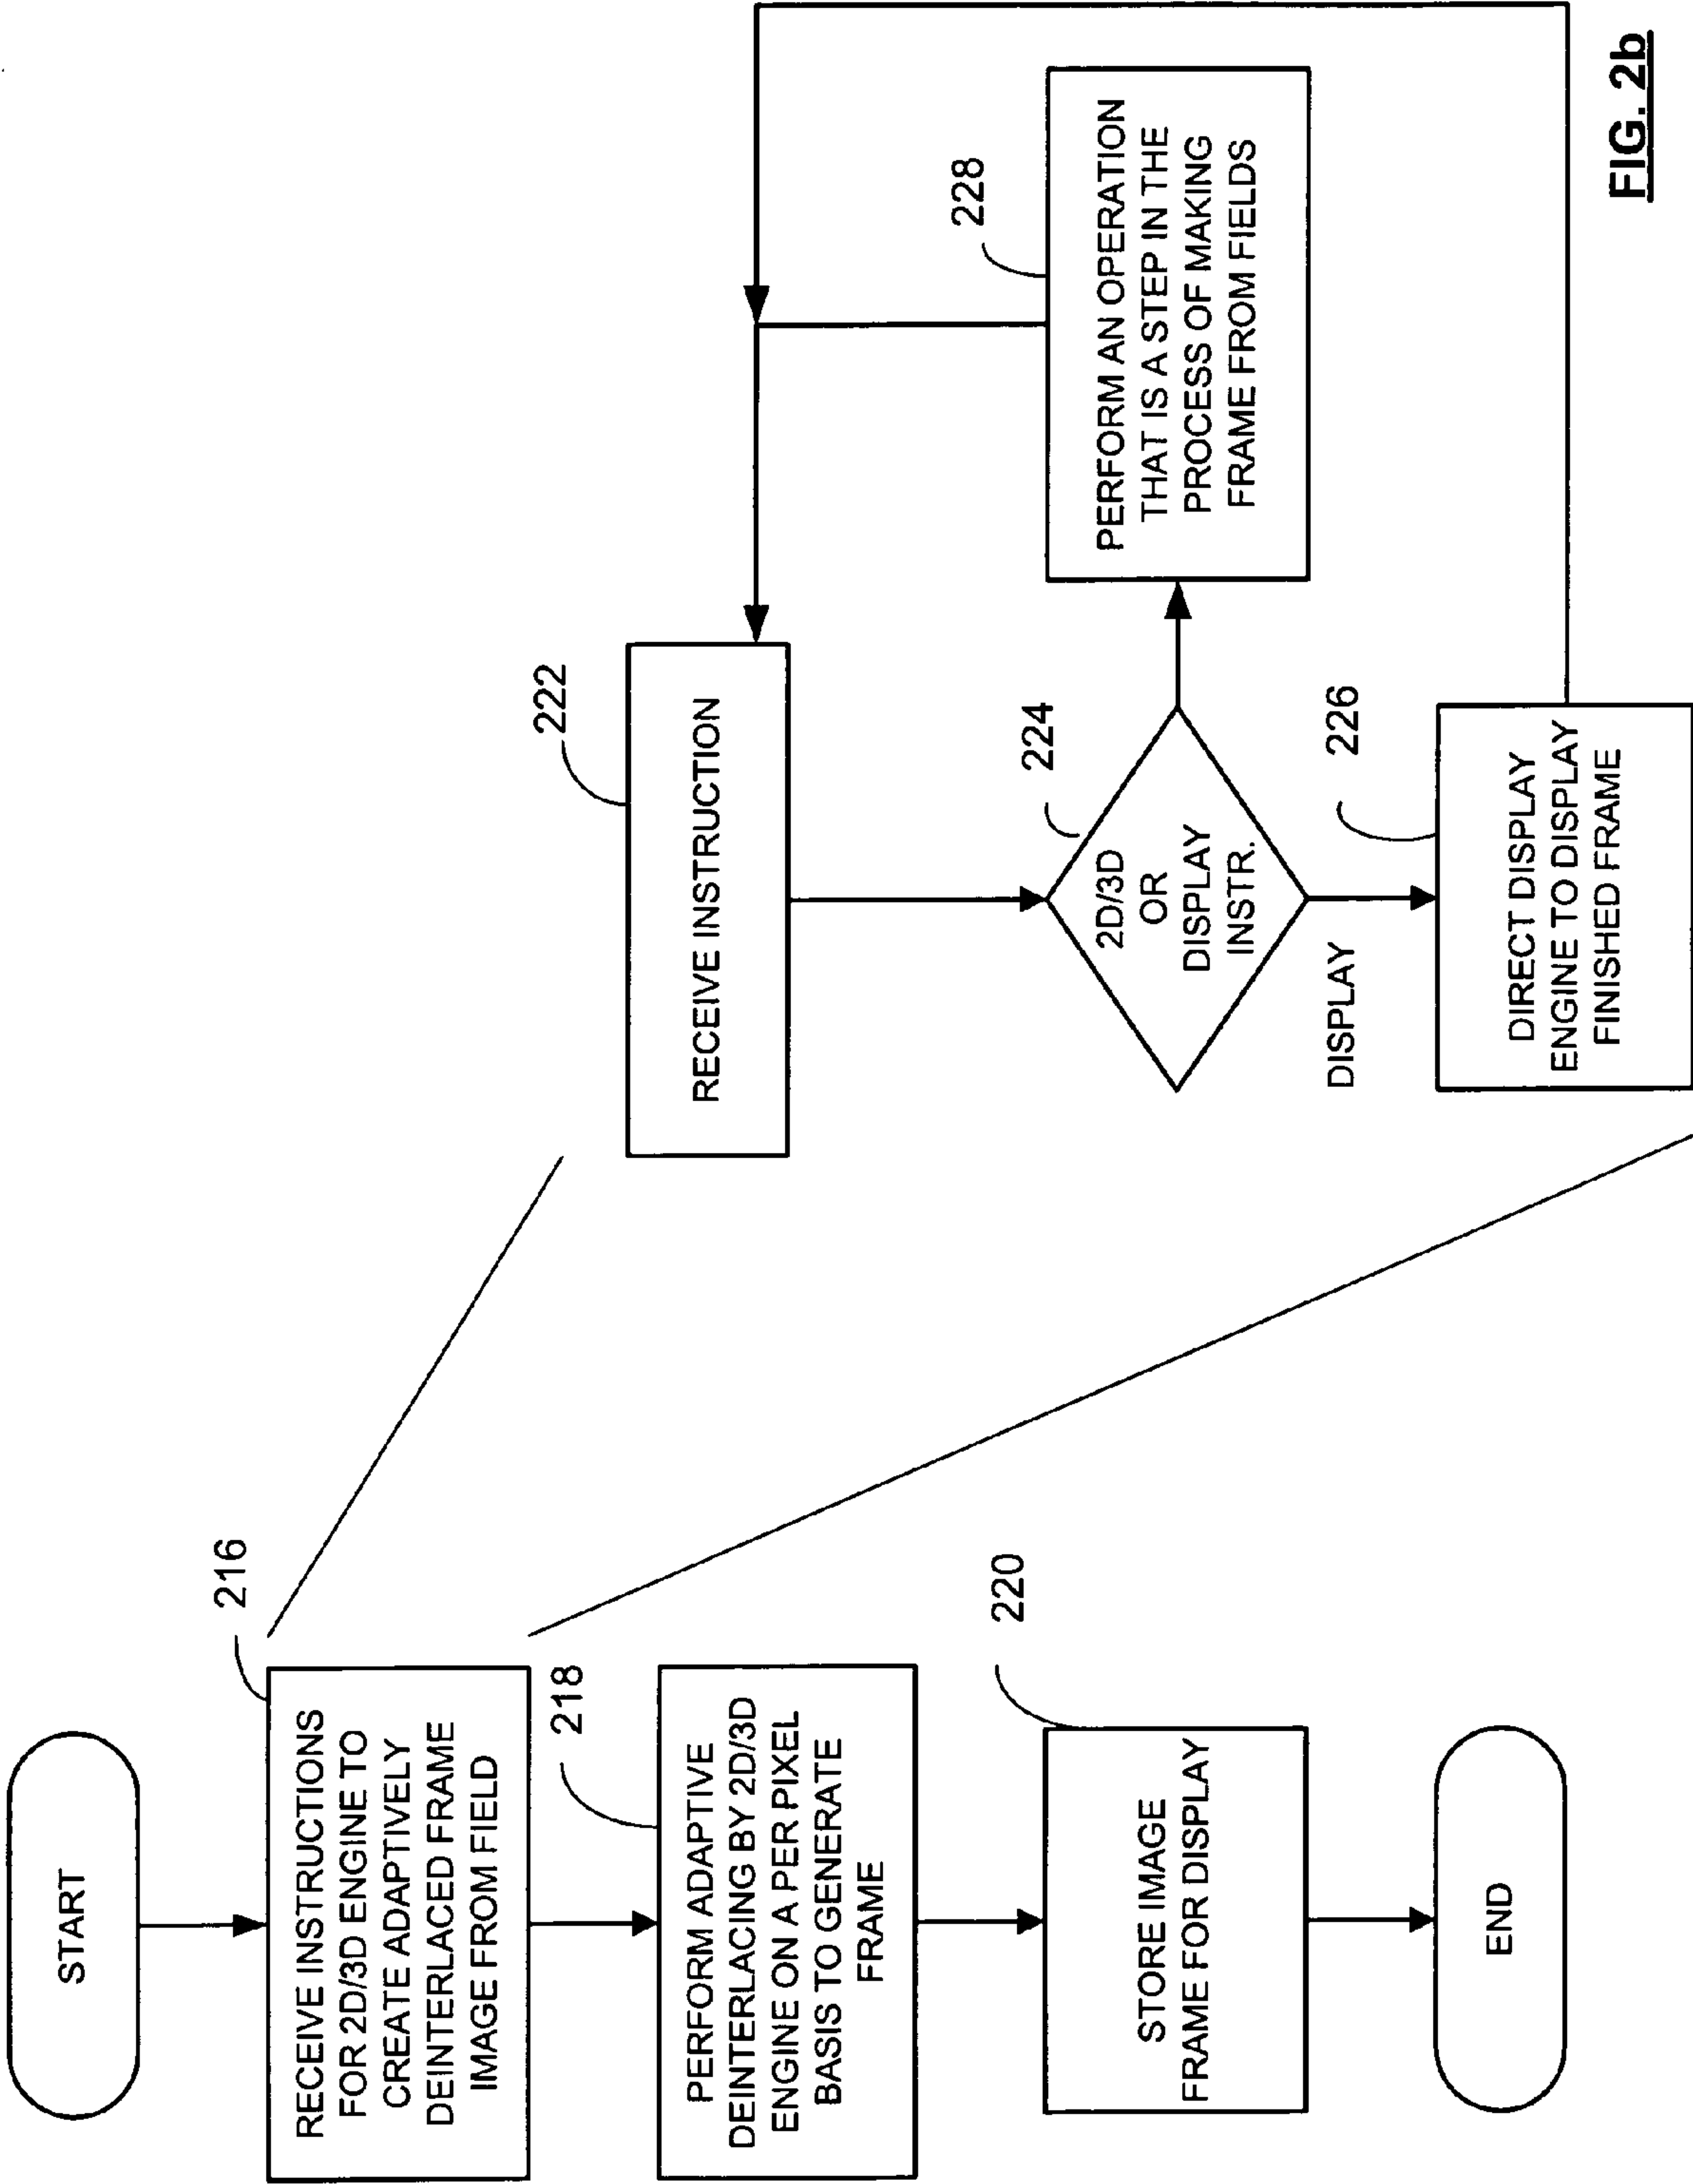 START
216
RECEIVE INSTRUCTIONS
FOR 2D/3D ENGINE TO
CREATE ADAPTIVELY
DEINTERLACED FRAME
IMAGE FROM FIELD
218
PERFORM ADAPTIVE
DEINTERLACING BY 2D/3D
ENGINE ON A PER PIXEL
BASIS TO GENERATE
FRAME
220
STORE IMAGE
FRAME FOR DISPLAY
END
222
RECEIVE INSTRUCTION
224
2D/3D
OR
DISPLAY
INSTR.
DISPLAY
226
DIRECT DISPLAY
ENGINE TO DISPLAY
FINISHED FRAME
228
PERFORM AN OPERATION
THAT IS A STEP IN THE
PROCESS OF MAKING
FRAME FROM FIELDS
FIG. 2b